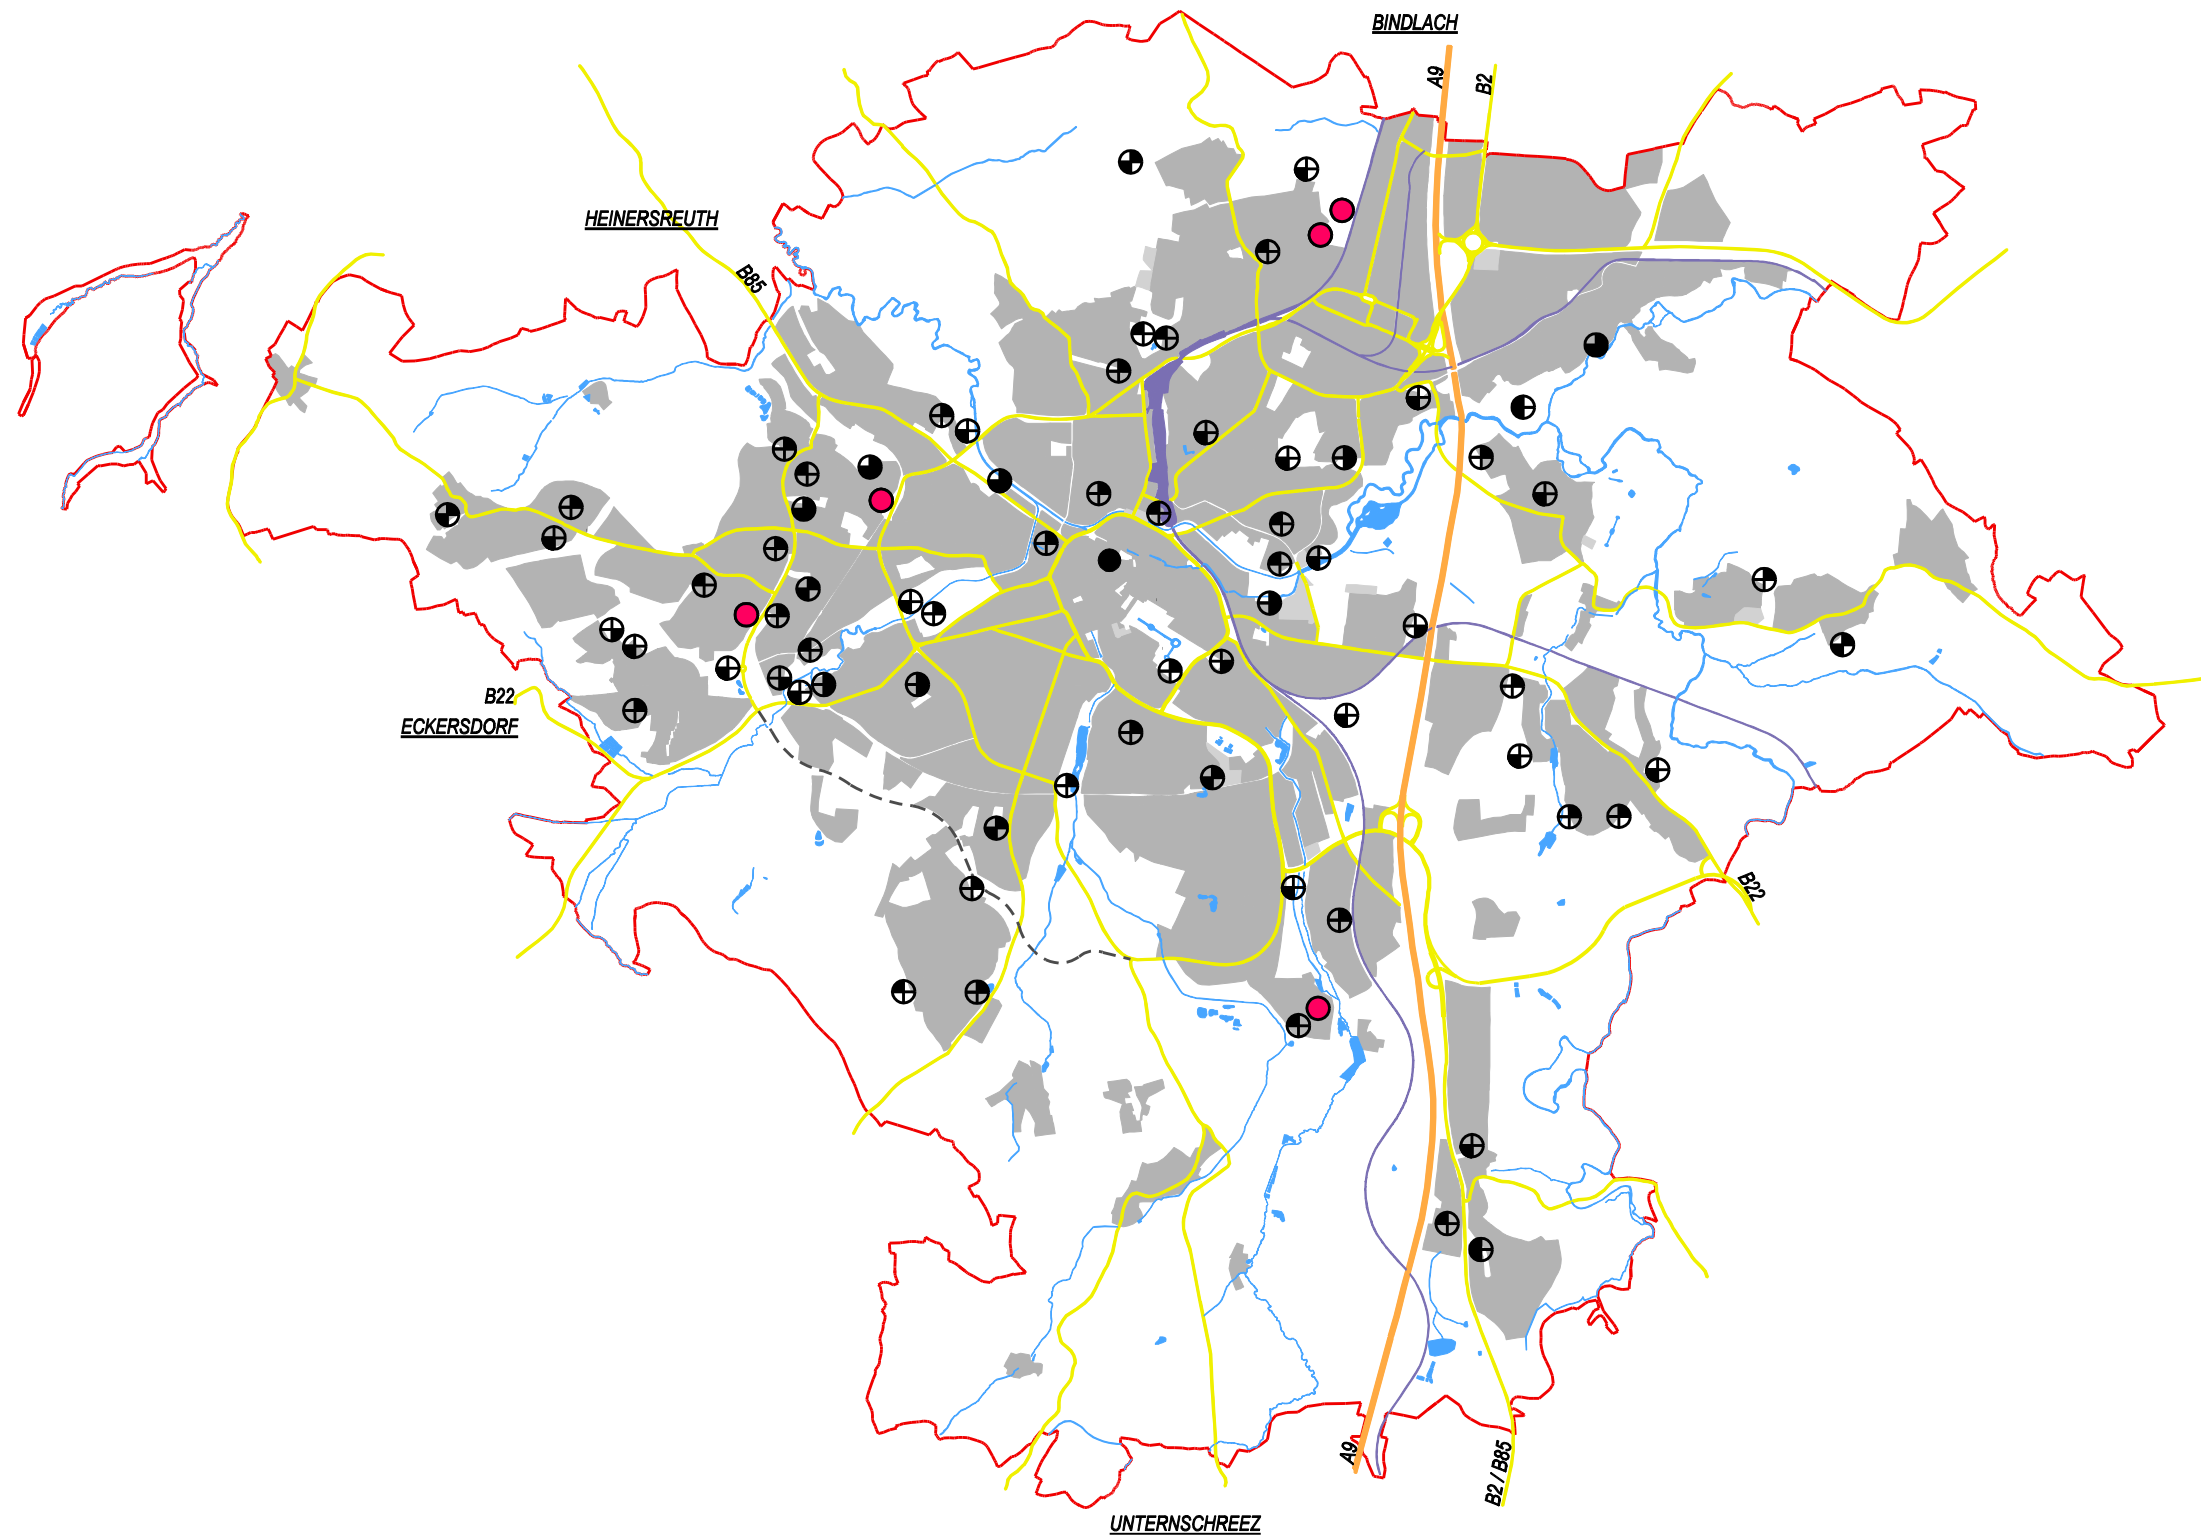 BINDLACH
A9
B2
HEINERSREUTH
B85
B22
ECKERSDORF
B22
A9
B2 / B85
UNTERNSCHREEZ